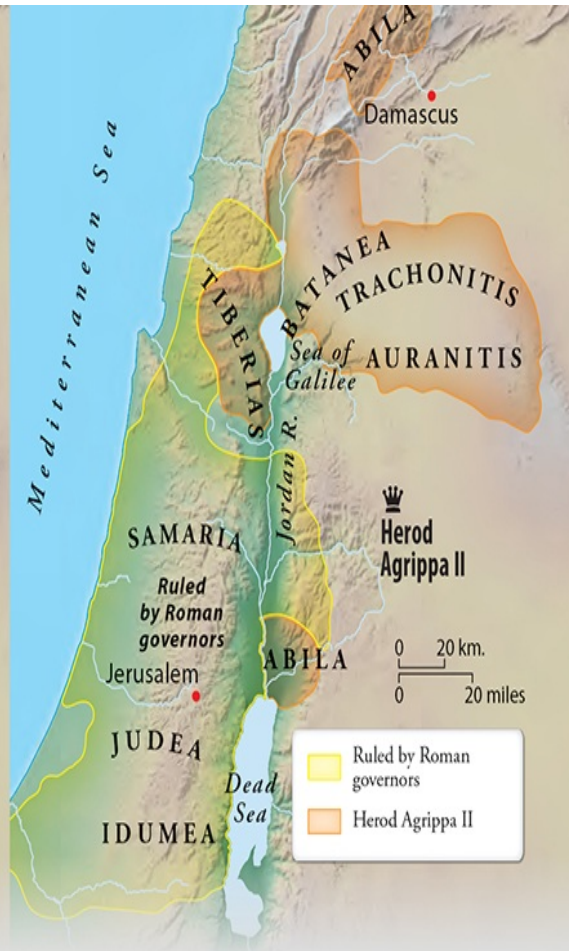 ABILA
Damascus
Mediterranean Sea
BATANEA
TRACHONITIS
TIBERIAS
Sea of
Galilee
AURANITIS
Jordan R.
SAMARIA
Herod
Agrippa II
Ruled
by Roman
governors
ABILA
0 20 km.
0 20 miles
Jerusalem
JUDEA
Dead
Sea
IDUMEA
Ruled by Roman
governors
Herod Agrippa II